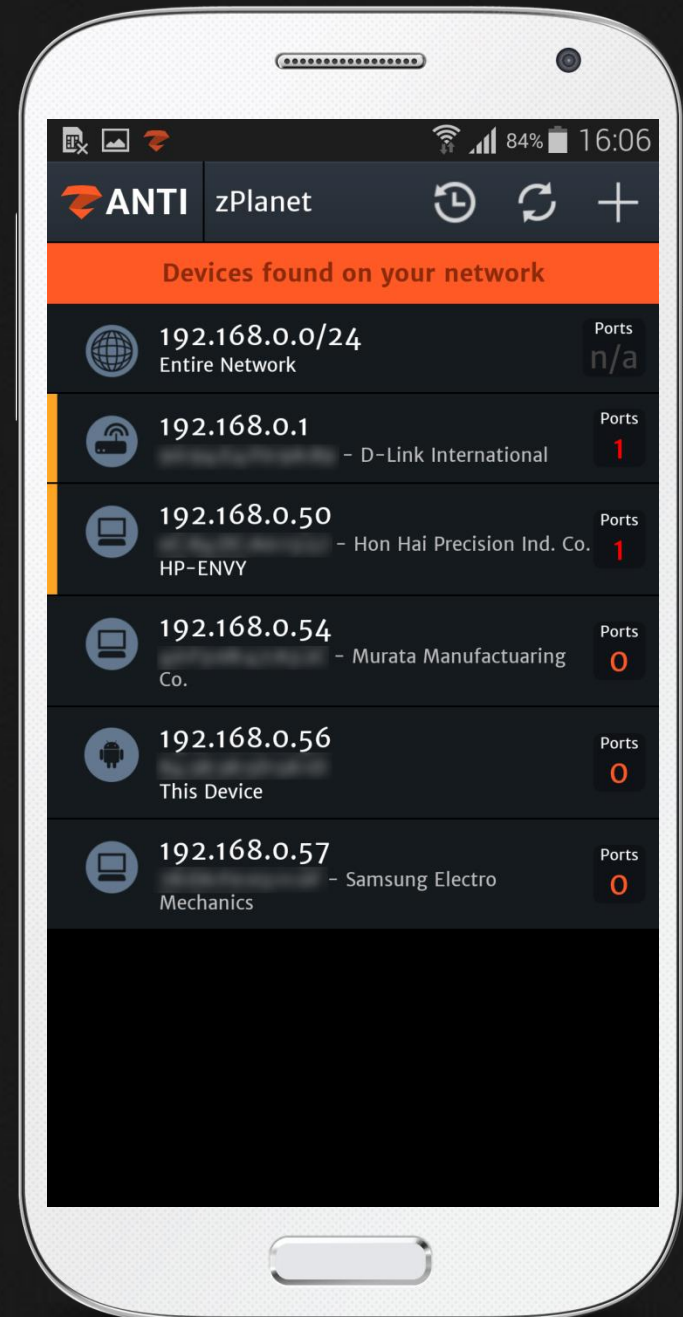 84% 16:06
ANTI zPlanet
Devices found on your network
192.168.0.0/24
Entire Network
Ports
n/a
192.168.0.1
- D-Link International
Ports
1
192.168.0.50
- Hon Hai Precision Ind. Co.
HP-ENVY
Ports
1
192.168.0.54
- Murata Manufactuaring
Co.
Ports
0
192.168.0.56
This Device
Ports
0
192.168.0.57
- Samsung Electro
Mechanics
Ports
0